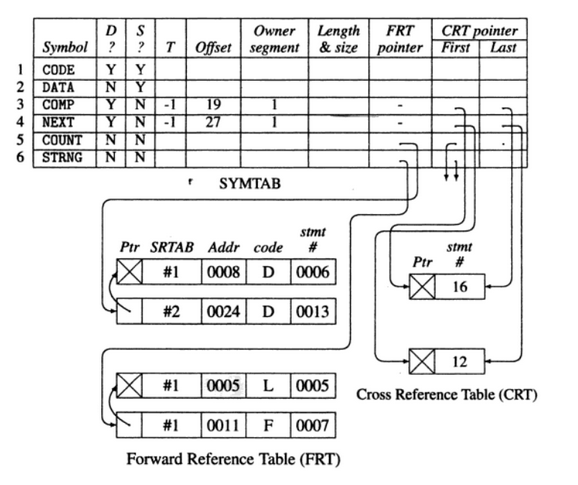 D S Owner Length FRT CRT pointer
Symbol ? ? T Offset segment & size pointer First Last
1 CODE Y Y
2 DATA N Y
3 COMP Y N -1 19 1 -
4 NEXT Y N -1 27 1 -
5 COUNT N N
6 STRNG N N
SYMTAB
stmt
Ptr SRTAB Addr code #
#1 0008 D 0006
#2 0024 D 0013
stmt
Ptr #
16
12
#1 0005 L 0005
#1 0011 F 0007
Cross Reference Table (CRT)
Forward Reference Table (FRT)